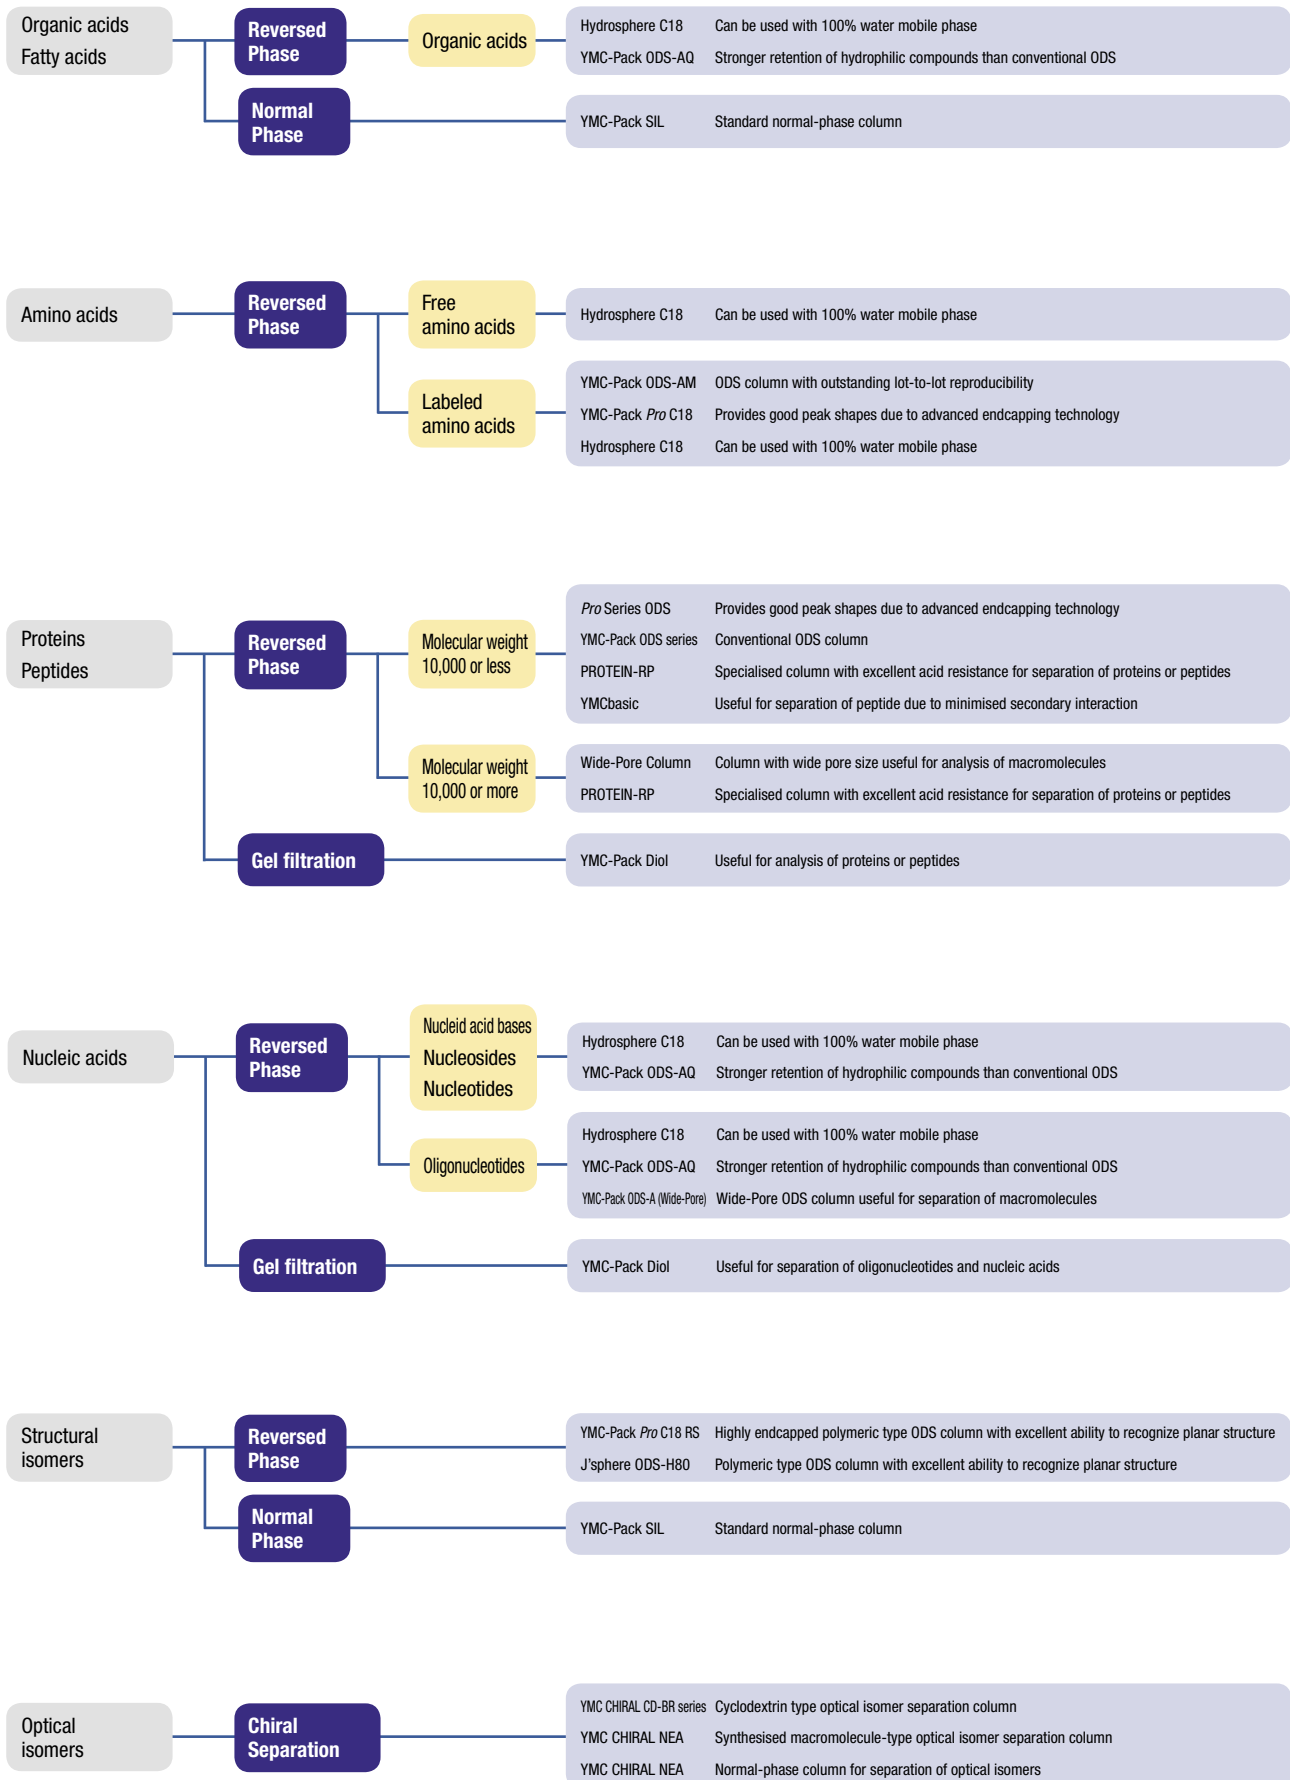 Organic acids
Fatty acids
Reversed
Phase
Organic acids
Hydrosphere C18 Can be used with 100% water mobile phase
YMC-Pack ODS-AQ Stronger retention of hydrophilic compounds than conventional ODS
Normal
Phase
YMC-Pack SIL Standard normal-phase column
Amino acids
Reversed
Phase
Free
amino acids
Hydrosphere C18 Can be used with 100% water mobile phase
Labeled
amino acids
YMC-Pack ODS-AM ODS column with outstanding lot-to-lot reproducibility
YMC-Pack Pro C18 Provides good peak shapes due to advanced endcapping technology
Hydrosphere C18 Can be used with 100% water mobile phase
Proteins
Peptides
Reversed
Phase
Molecular weight
10,000 or less
Pro Series ODS Provides good peak shapes due to advanced endcapping technology
YMC-Pack ODS series Conventional ODS column
PROTEIN-RP Specialised column with excellent acid resistance for separation of proteins or peptides
YMCbasic Useful for separation of peptide due to minimised secondary interaction
Molecular weight
10,000 or more
Wide-Pore Column Column with wide pore size useful for analysis of macromolecules
PROTEIN-RP Specialised column with excellent acid resistance for separation of proteins or peptides
Gel filtration
YMC-Pack Diol Useful for analysis of proteins or peptides
Nucleic acids
Reversed
Phase
Nucleid acid bases
Nucleosides
Nucleotides
Hydrosphere C18 Can be used with 100% water mobile phase
YMC-Pack ODS-AQ Stronger retention of hydrophilic compounds than conventional ODS
Oligonucleotides
Hydrosphere C18 Can be used with 100% water mobile phase
YMC-Pack ODS-AQ Stronger retention of hydrophilic compounds than conventional ODS
YMC-Pack ODS-A (Wide-Pore) Wide-Pore ODS column useful for separation of macromolecules
Gel filtration
YMC-Pack Diol Useful for separation of oligonucleotides and nucleic acids
Structural
isomers
Reversed
Phase
YMC-Pack Pro C18 RS Highly endcapped polymeric type ODS column with excellent ability to recognize planar structure
J'sphere ODS-H80 Polymeric type ODS column with excellent ability to recognize planar structure
Normal
Phase
YMC-Pack SIL Standard normal-phase column
Optical
isomers
Chiral
Separation
YMC CHIRAL CD-BR series Cyclodextrin type optical isomer separation column
YMC CHIRAL NEA Synthesised macromolecule-type optical isomer separation column
YMC CHIRAL NEA Normal-phase column for separation of optical isomers